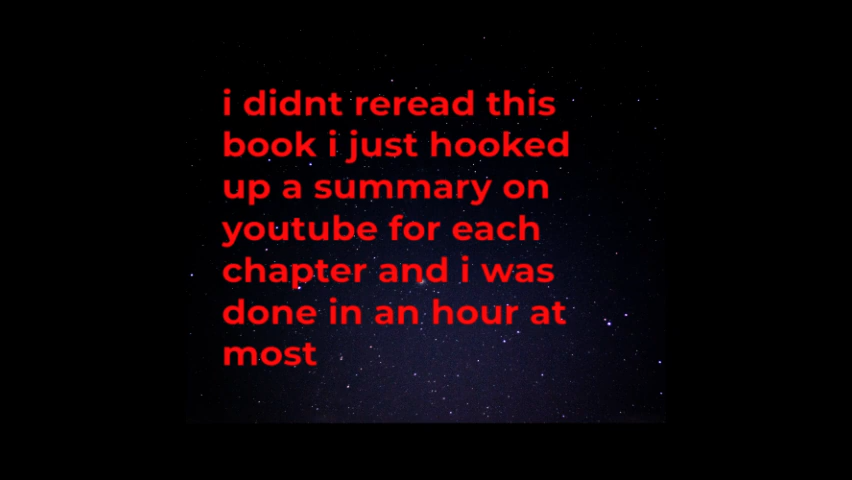 i didnt reread this
book i just hooked
up a summary on
youtube for each
chapter and i was
done in an hour at
most